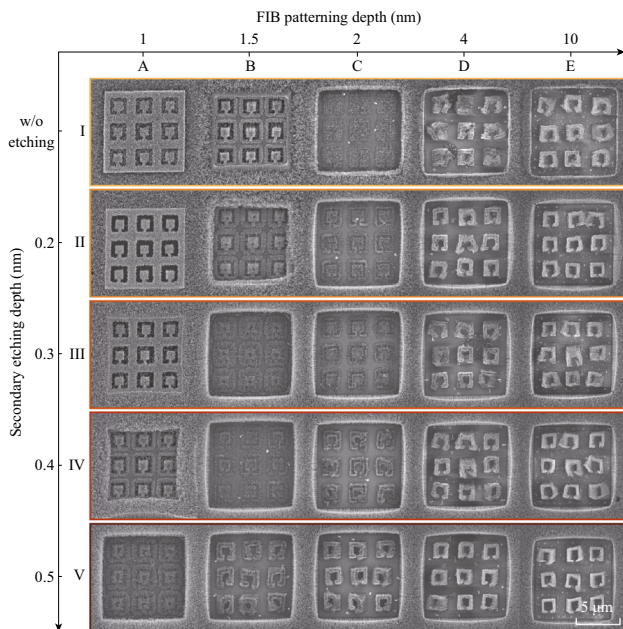 FIB patterning depth (nm)
1 1.5 2 4 10
A B C D E
w/o
etching
I
0.2 II
0.3 III
0.4 IV
0.5 V
Secondary etching depth (nm)
5 μm